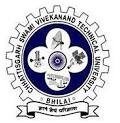 CHHATTISGARH SWAMI VIVEKANAND TECHNICAL UNIVERSITY
BHILAI